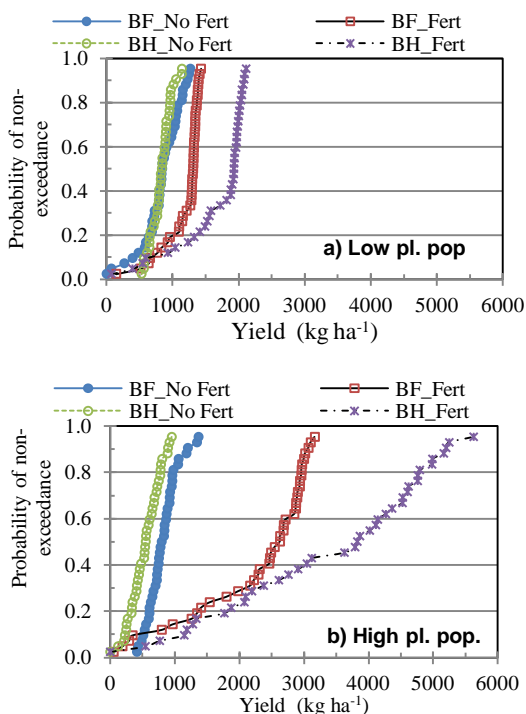 BF_No Fert BF_Fert
BH_No Fert BH_Fert
Probability of non-
exceedance
1.0
0.8
0.6
0.4
0.2
0.0
a) Low pl. pop
0 1000 2000 3000 4000 5000 6000
Yield (kg ha-1)
BF_No Fert BF_Fert
BH_No Fert BH_Fert
Probability of non-
exceedance
1.0
0.8
0.6
0.4
0.2
0.0
b) High pl. pop.
0 1000 2000 3000 4000 5000 6000
Yield (kg ha-1)